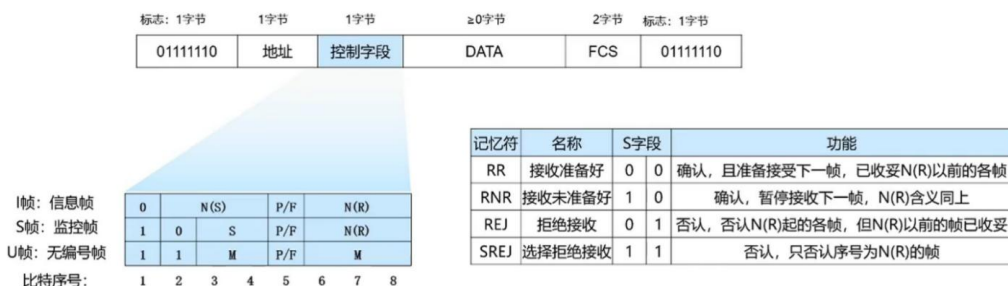 标志：1字节 1字节 1字节 ≥0字节 2字节 标志：1字节
01111110 地址 控制字段 DATA FCS 01111110
记忆符 名称 S字段 功能
RR 接收准备好 0 0 确认，且准备接受下一帧，已收妥N(R)以前的各帧
RNR 接收未准备好 1 0 确认，暂停接收下一帧，N(R)含义同上
REJ 拒绝接收 0 1 否认，否认N(R)起的各帧，但N(R)以前的帧已收妥
SREJ 选择拒绝接收 1 1 否认，只否认序号为N(R)的帧
I帧：信息帧 0 N(S) P/F N(R)
S帧：监控帧 1 0 S P/F N(R)
U帧：无编号帧 1 1 M P/F M
比特序号： 1 2 3 4 5 6 7 8